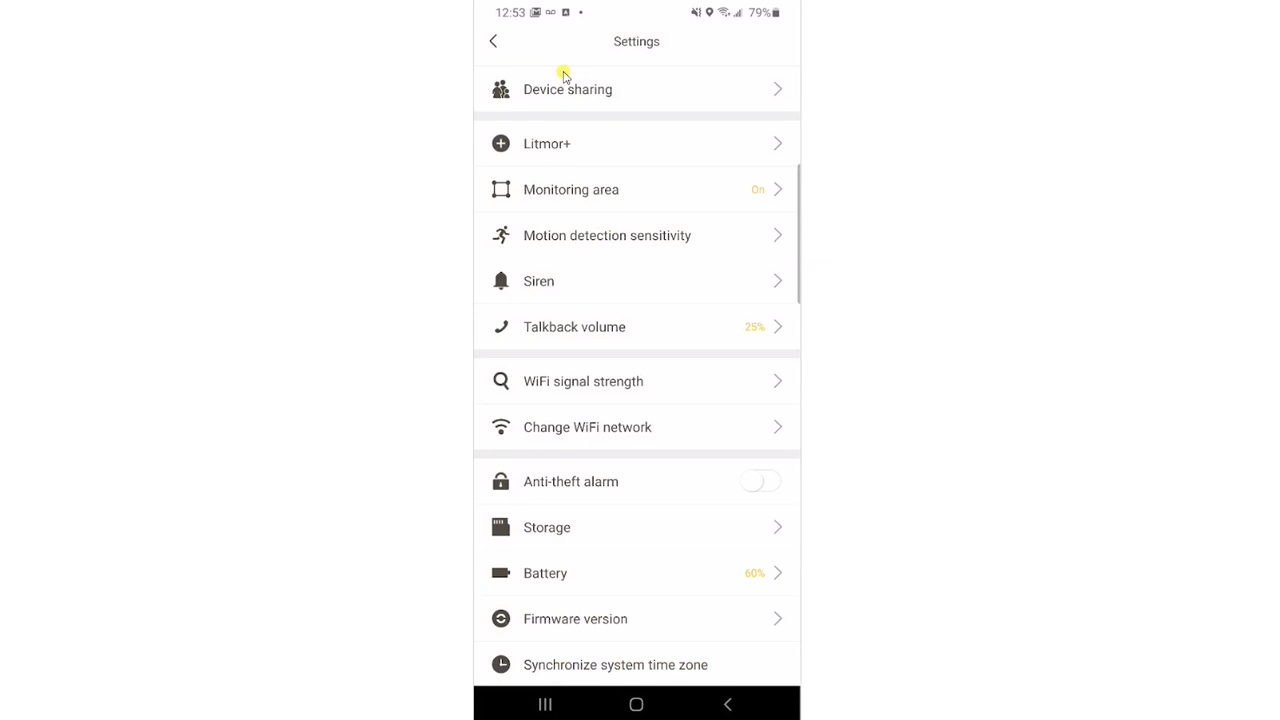 12:53 79%
Settings
Device sharing
Litmor+
Monitoring area On
Motion detection sensitivity
Siren
Talkback volume 25%
WiFi signal strength
Change WiFi network
Anti-theft alarm
Storage
Battery 60%
Firmware version
Synchronize system time zone